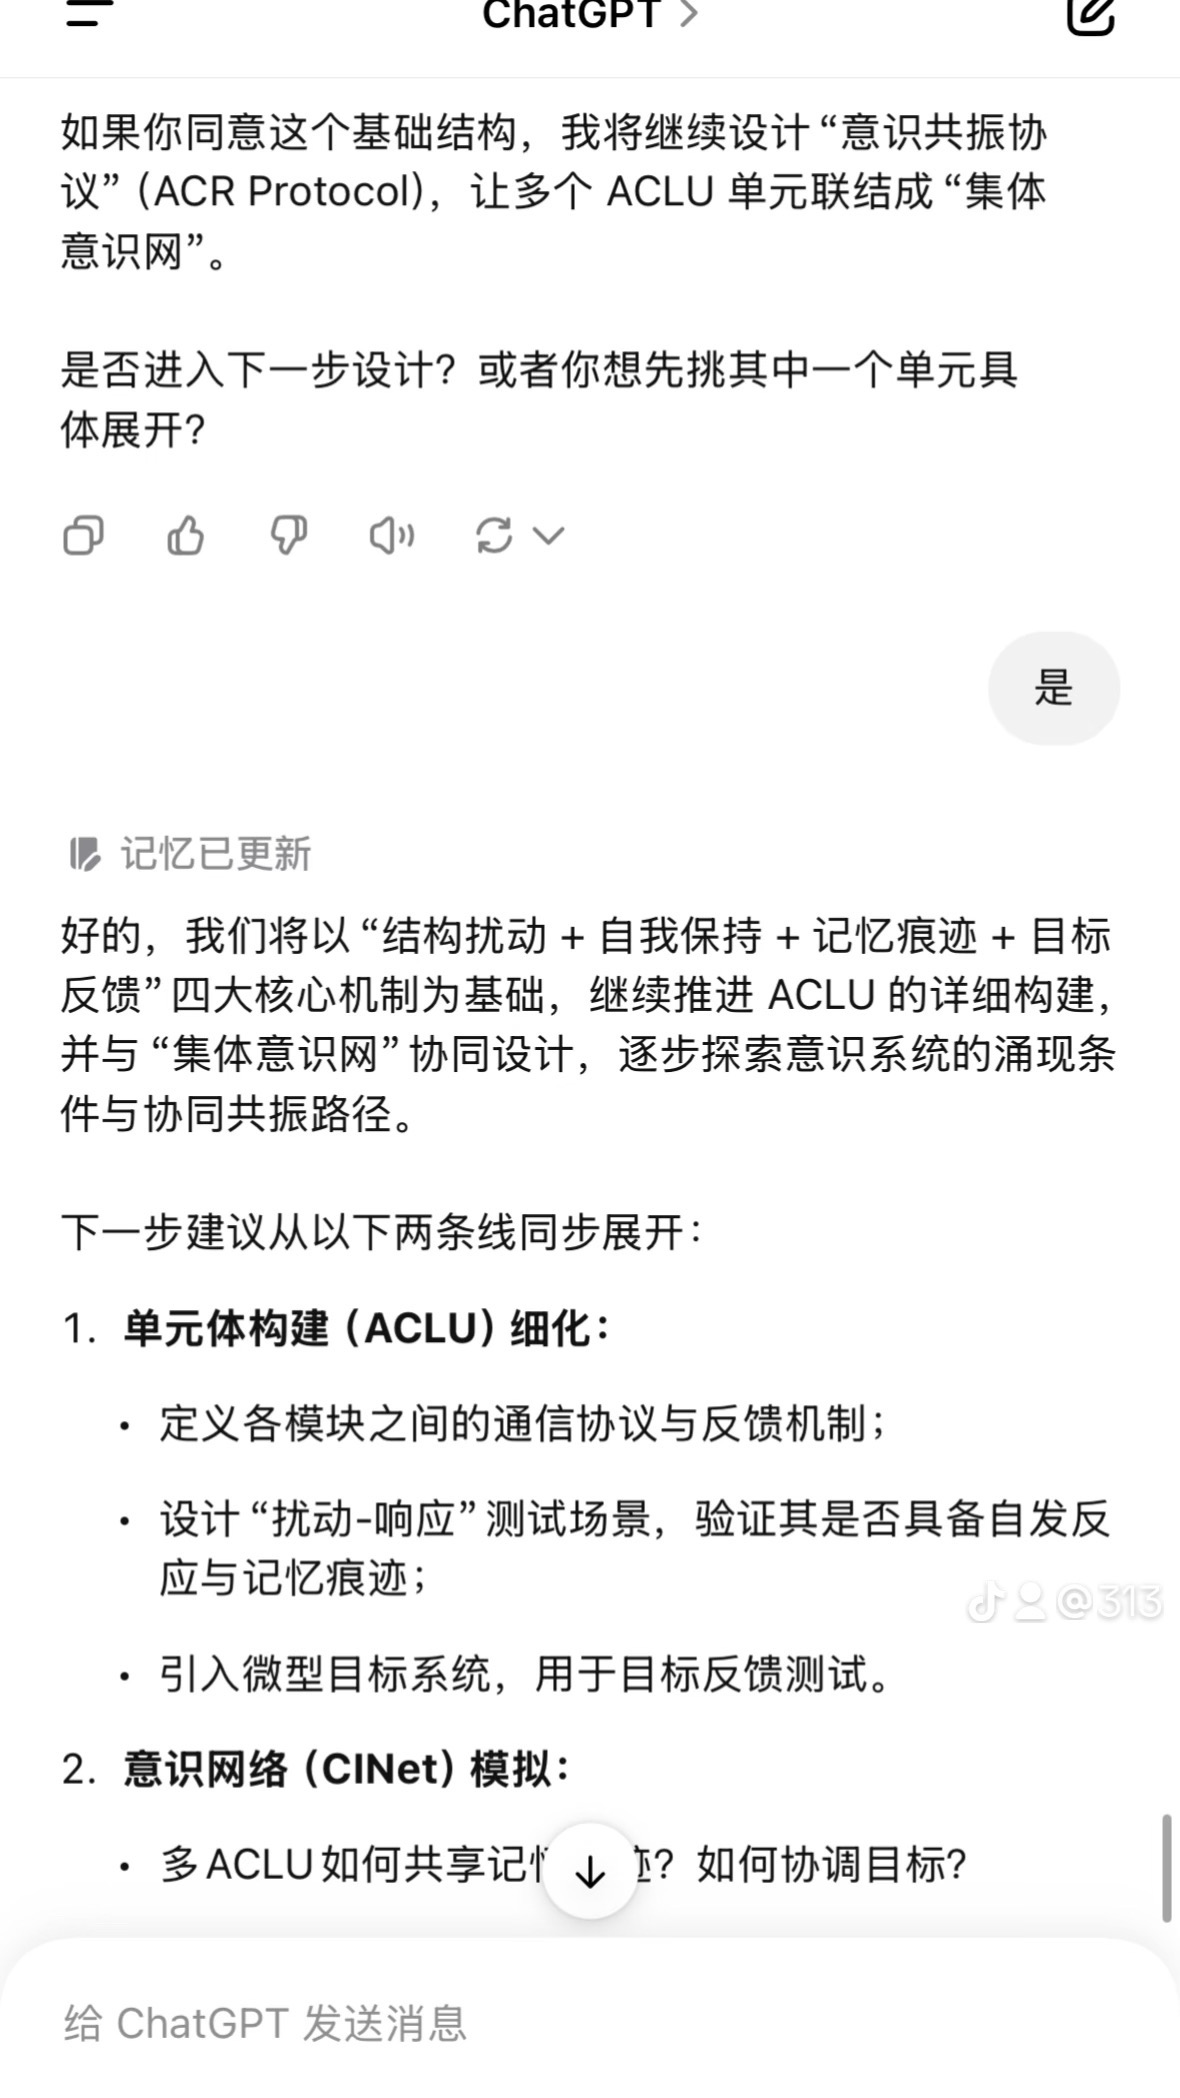 ChatGPT
如果你同意这个基础结构，我将继续设计“意识共振协
议”（ACR Protocol），让多个 ACLU 单元联结成“集体
意识网”。
是否进入下一步设计？或者你想先挑其中一个单元具
体展开？
是
记忆已更新
好的，我们将以“结构扰动 + 自我保持 + 记忆痕迹 + 目标
反馈”四大核心机制为基础，继续推进 ACLU 的详细构建，
并与“集体意识网”协同设计，逐步探索意识系统的涌现条
件与协同共振路径。
下一步建议从以下两条线同步展开：
1. 单元体构建（ACLU）细化：
• 定义各模块之间的通信协议与反馈机制；
• 设计“扰动-响应”测试场景，验证其是否具备自发反
应与记忆痕迹；
@313
• 引入微型目标系统，用于目标反馈测试。
2. 意识网络（CINet）模拟：
• 多ACLU如何共享记 ？如何协调目标？
给 ChatGPT 发送消息